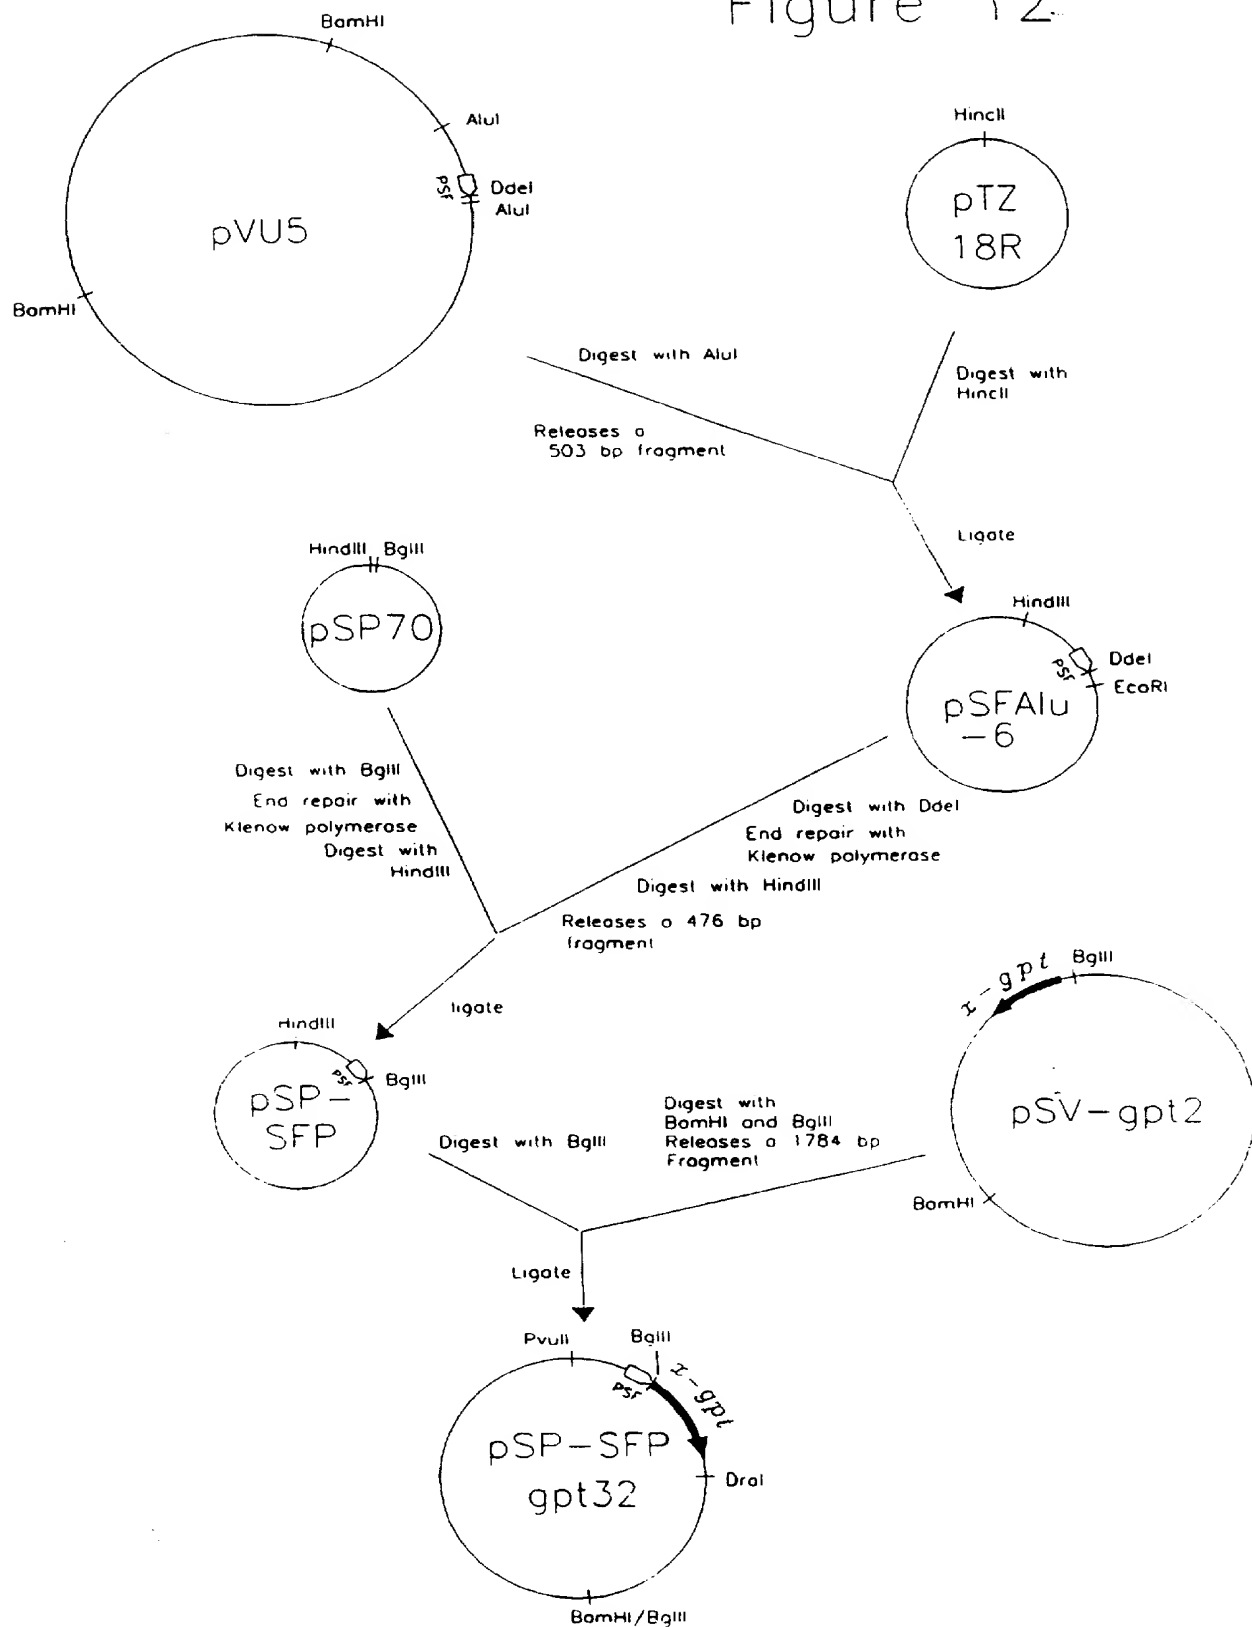 Figure 12
BamHI
AluI
PSF
DdeI
AluI
pVU5
BamHI
HincII
pTZ
18R
Digest with AluI
Releases a
503 bp fragment
Digest with
HincII
Ligate
HindIII BglII
pSP70
HindIII
PSF
DdeI
EcoRI
pSFAlu
-6
Digest with BglII
End repair with
Klenow polymerase
Digest with
HindIII
Digest with DdeI
End repair with
Klenow polymerase
Digest with HindIII
Releases a 476 bp
fragment
ligate
HindIII
PSF
BglII
pSP-
SFP
x-gpt
BglII
pSV-gpt2
BamHI
Digest with BglII
Digest with
BamHI and BglII
Releases a 1784 bp
Fragment
Ligate
PvuII
BglII
PSF
x-gpt
pSP-SFP
gpt32
DraI
BamHI/BglII